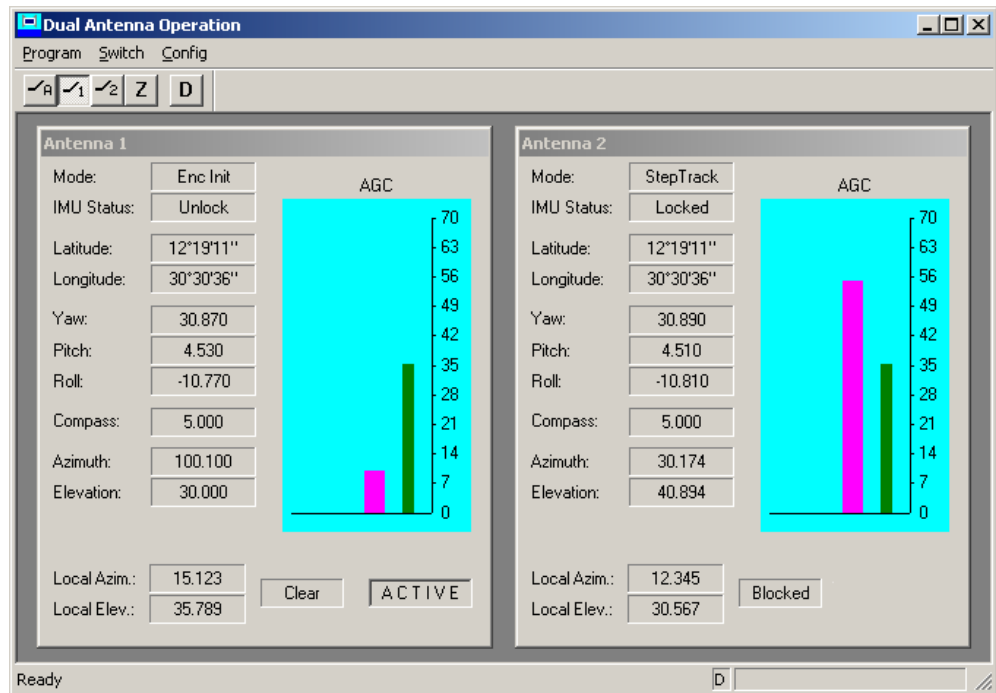 Dual Antenna Operation
Program Switch Config
A 1 2 Z D
Antenna 1
Mode: Enc Init
IMU Status: Unlock
Latitude: 12°19'11''
Longitude: 30°30'36''
Yaw: 30.870
Pitch: 4.530
Roll: -10.770
Compass: 5.000
Azimuth: 100.100
Elevation: 30.000
AGC
70
63
56
49
42
35
28
21
14
7
0
Local Azim.: 15.123
Local Elev.: 35.789
Clear
ACTIVE
Antenna 2
Mode: StepTrack
IMU Status: Locked
Latitude: 12°19'11''
Longitude: 30°30'36''
Yaw: 30.890
Pitch: 4.510
Roll: -10.810
Compass: 5.000
Azimuth: 30.174
Elevation: 40.894
AGC
70
63
56
49
42
35
28
21
14
7
0
Local Azim.: 12.345
Local Elev.: 30.567
Blocked
Ready
D